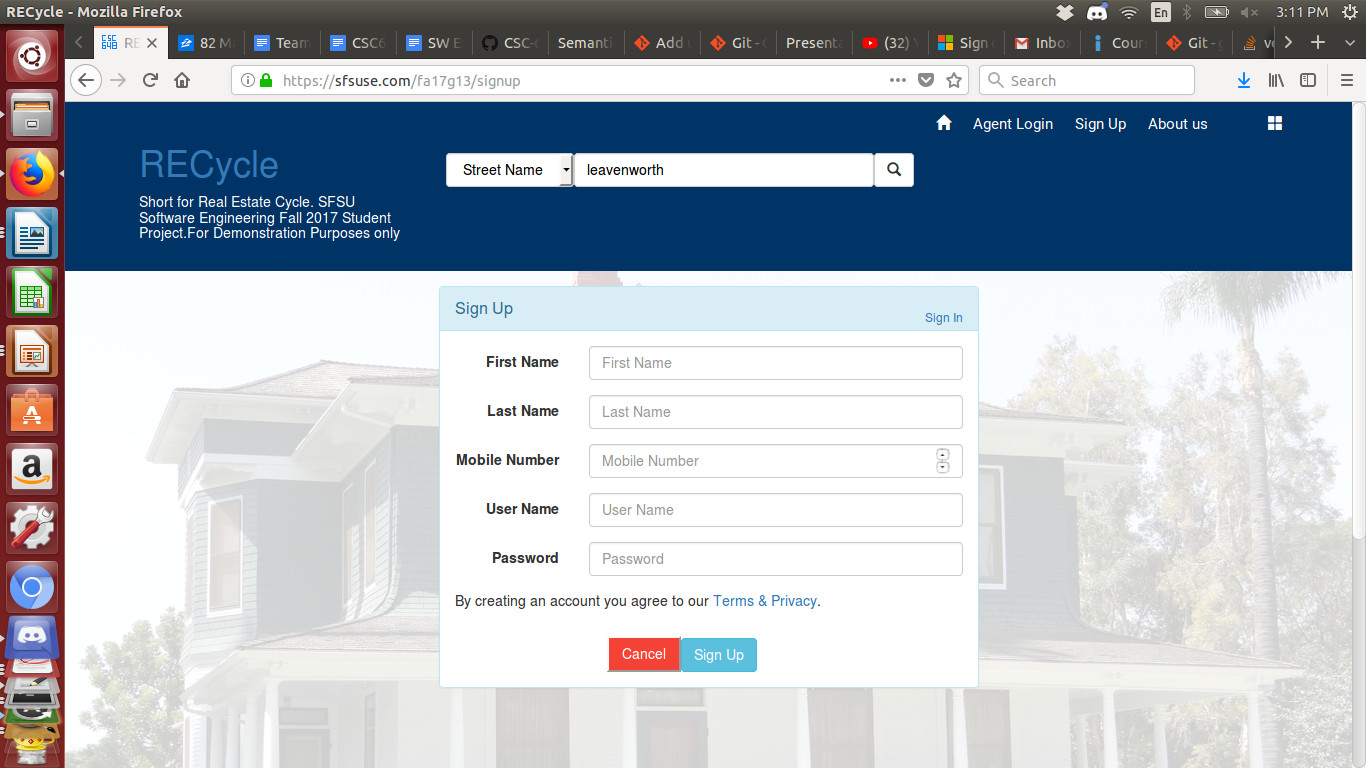 RECycle - Mozilla Firefox
En
3:11 PM
82 M
Team
CSC6
SW E
CSC-
Semanti
Add
Git -
Presenta
(32)
Sign
Inbo
Cour
Git -
https://sfsuse.com/fa17g13/signup
Search
Agent Login
Sign Up
About us
RECycle
Street Name
leavenworth
Short for Real Estate Cycle. SFSU
Software Engineering Fall 2017 Student
Project.For Demonstration Purposes only
Sign Up
Sign In
First Name
First Name
Last Name
Last Name
Mobile Number
Mobile Number
User Name
User Name
Password
Password
By creating an account you agree to our Terms & Privacy.
Cancel
Sign Up